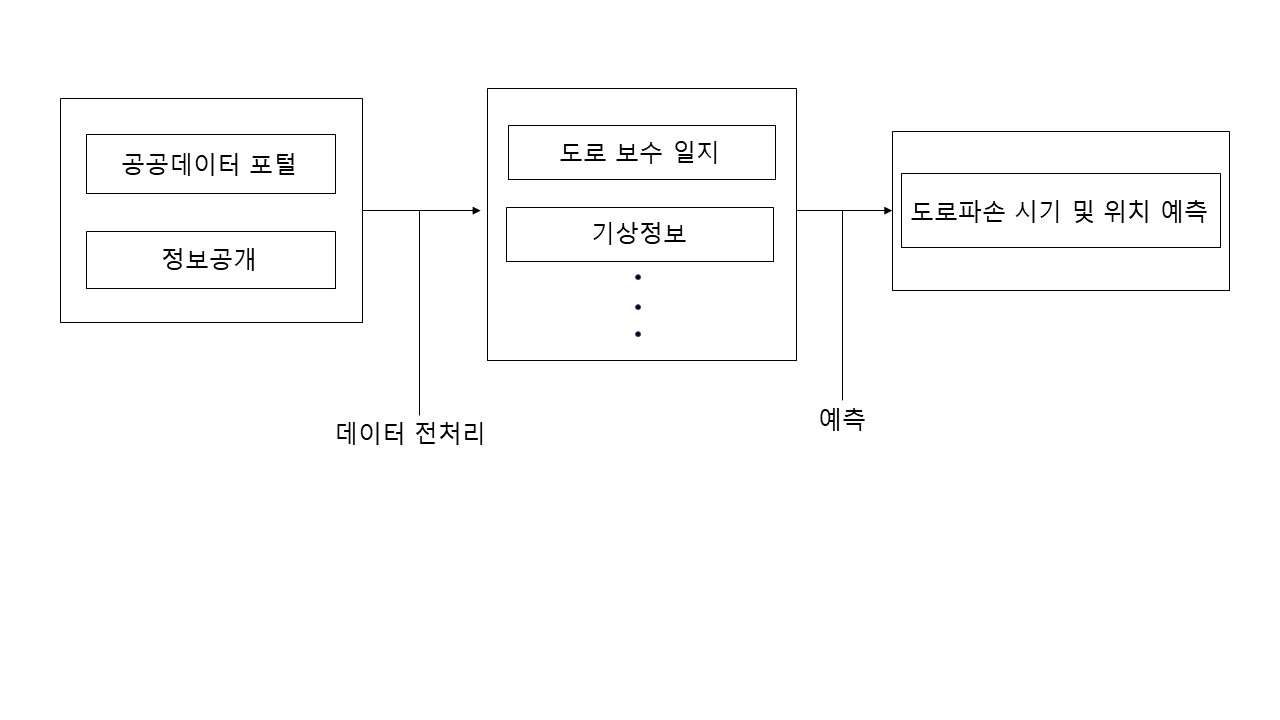 공공데이터 포털
정보공개
데이터 전처리
도로 보수 일지
기상정보
예측
도로파손 시기 및 위치 예측